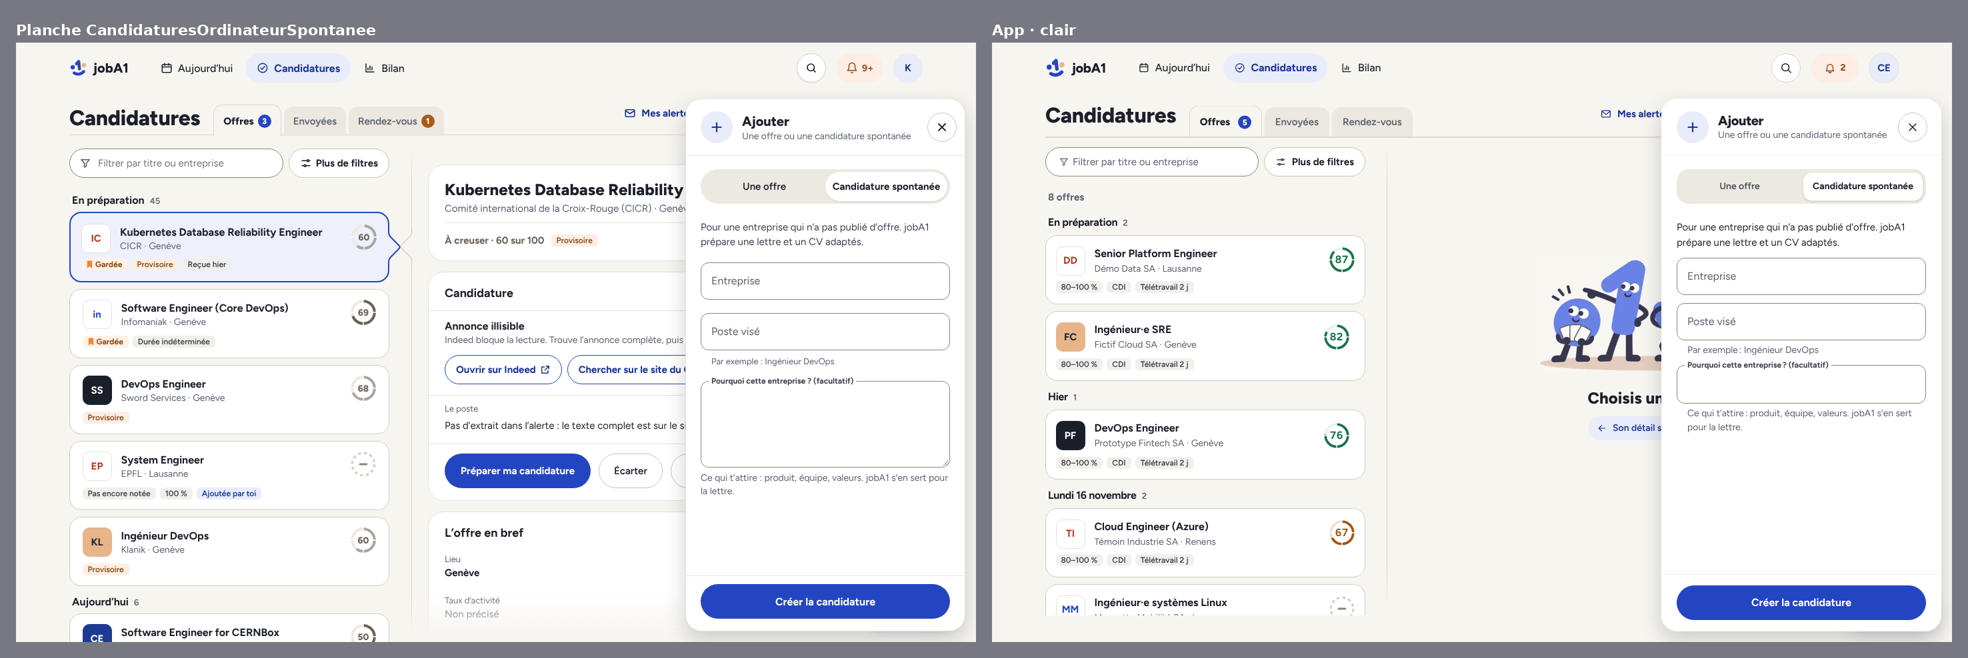 Planche CandidaturesOrdinateurSpontanee
jobA1
Aujourd'hui
Candidatures
Bilan
9+
K
Candidatures
Offres 3
Envoyées
Rendez-vous 1
Filtrer par titre ou entreprise
Plus de filtres
En préparation 45
IC
Kubernetes Database Reliability Engineer
CICR · Genève
60
Gardée
Provisoire
Reçue hier
in
Software Engineer (Core DevOps)
Infomaniak · Genève
69
Gardée
Durée indéterminée
SS
DevOps Engineer
Sword Services · Genève
68
Provisoire
EP
System Engineer
EPFL · Lausanne
Pas encore notée
100 %
Ajoutée par toi
KL
Ingénieur DevOps
Klanik · Genève
60
Provisoire
Aujourd'hui 6
CE
Software Engineer for CERNBox
50
Kubernetes Database Reliability
Comité international de la Croix-Rouge (CICR) · Genèv
À creuser · 60 sur 100
Provisoire
Candidature
Annonce illisible
Indeed bloque la lecture. Trouve l'annonce complète, puis
Ouvrir sur Indeed
Chercher sur le site du
Le poste
Pas d'extrait dans l'alerte : le texte complet est sur le si
Préparer ma candidature
Écarter
L'offre en bref
Lieu
Genève
Taux d'activité
Non précisé
Mes alerte
Ajouter
Une offre ou une candidature spontanée
Une offre
Candidature spontanée
Pour une entreprise qui n'a pas publié d'offre. jobA1
prépare une lettre et un CV adaptés.
Entreprise
Poste visé
Par exemple : Ingénieur DevOps
Pourquoi cette entreprise ? (facultatif)
Ce qui t'attire : produit, équipe, valeurs. jobA1 s'en sert pour
la lettre.
Créer la candidature
App · clair
jobA1
Aujourd'hui
Candidatures
Bilan
2
CE
Candidatures
Offres 5
Envoyées
Rendez-vous
Filtrer par titre ou entreprise
Plus de filtres
8 offres
En préparation 2
DD
Senior Platform Engineer
Démo Data SA · Lausanne
87
80–100 %
CDI
Télétravail 2 j
FC
Ingénieur·e SRE
Fictif Cloud SA · Genève
82
80–100 %
CDI
Télétravail 2 j
Hier 1
PF
DevOps Engineer
Prototype Fintech SA · Genève
76
80–100 %
CDI
Télétravail 2 j
Lundi 16 novembre 2
TI
Cloud Engineer (Azure)
Témoin Industrie SA · Renens
67
80–100 %
CDI
Télétravail 2 j
MM
Ingénieur·e systèmes Linux
Choisis un
Son détail s
Mes alerte
Ajouter
Une offre ou une candidature spontanée
Une offre
Candidature spontanée
Pour une entreprise qui n'a pas publié d'offre. jobA1
prépare une lettre et un CV adaptés.
Entreprise
Poste visé
Par exemple : Ingénieur DevOps
Pourquoi cette entreprise ? (facultatif)
Ce qui t'attire : produit, équipe, valeurs. jobA1 s'en sert
pour la lettre.
Créer la candidature